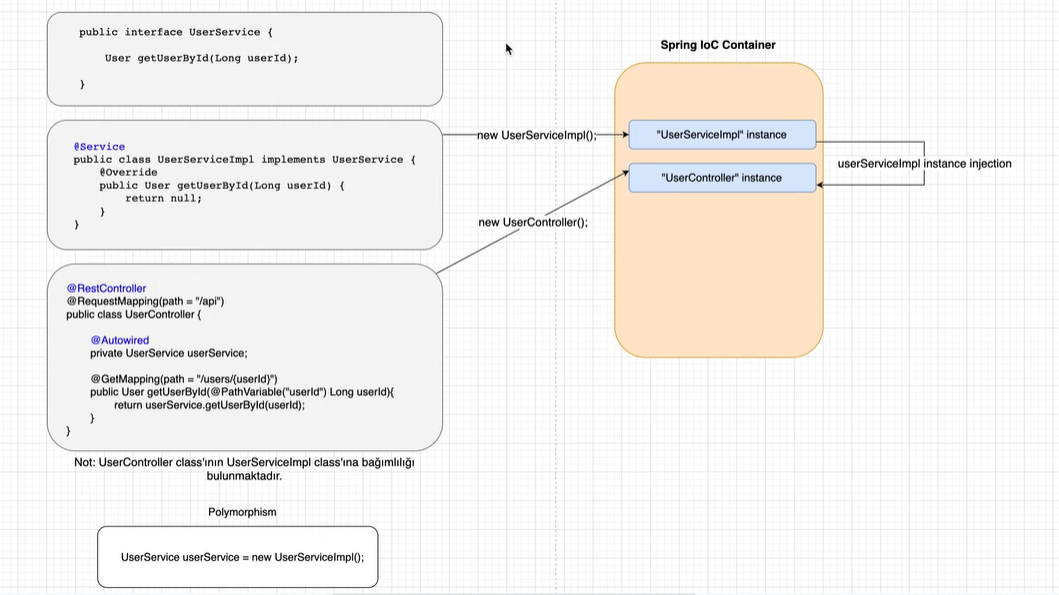 public interface UserService {
User getUserById(Long userId);
}
@Service
public class UserServiceImpl implements UserService {
@Override
public User getUserById(Long userId) {
return null;
}
}
@RestController
@RequestMapping(path = "/api")
public class UserController {
@Autowired
private UserService userService;
@GetMapping(path = "/users/{userId}")
public User getUserById(@PathVariable("userId") Long userId){
return userService.getUserById(userId);
}
}
Not: UserController class'ının UserServiceImpl class'ına bağımlılığı
bulunmaktadır.
Polymorphism
UserService userService = new UserServiceImpl();
new UserServiceImpl();
new UserController();
Spring IoC Container
"UserServiceImpl" instance
"UserController" instance
userServiceImpl instance injection